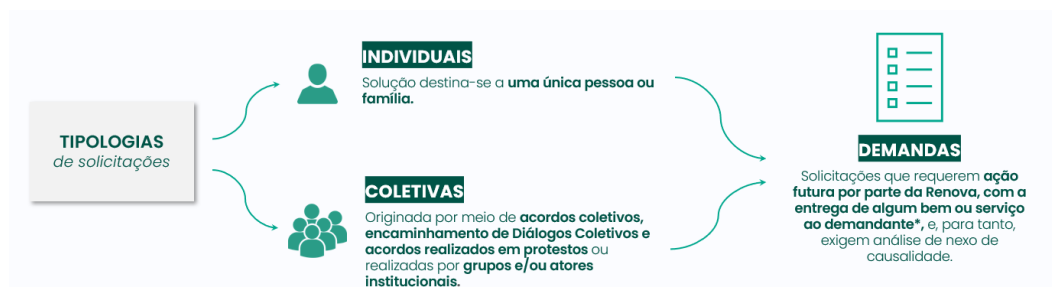 TIPOLOGIAS
de solicitações
INDIVIDUAIS
Solução destina-se a uma única pessoa ou
família.
COLETIVAS
Originada por meio de acordos coletivos,
encaminhamento de Diálogos Coletivos e
acordos realizados em protestos ou
realizadas por grupos e/ou atores
institucionais.
DEMANDAS
Solicitações que requerem ação
futura por parte da Renova, com a
entrega de algum bem ou serviço
ao demandante*, e, para tanto,
exigem análise de nexo de
causalidade.